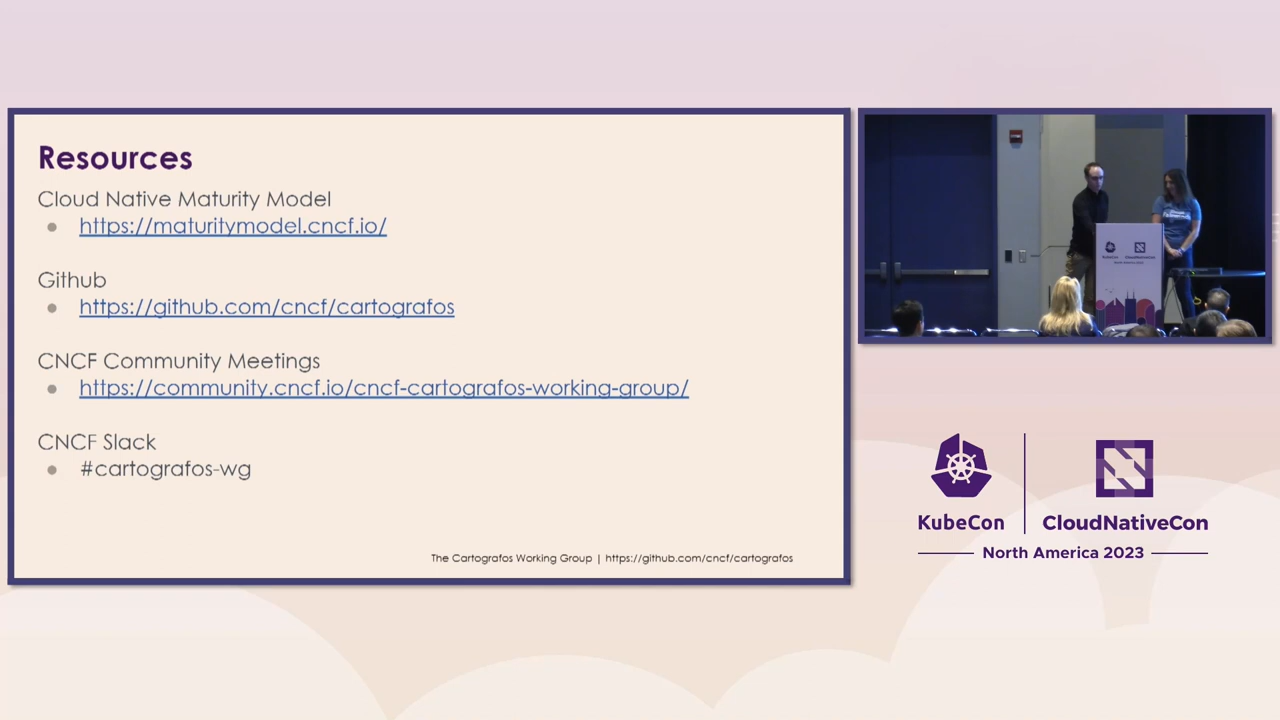 Resources
Cloud Native Maturity Model
https://maturitymodel.cncf.io/
Github
https://github.com/cncf/cartografos
CNCF Community Meetings
https://community.cncf.io/cncf-cartografos-working-group/
CNCF Slack
#cartografos-wg
The Cartografos Working Group | https://github.com/cncf/cartografos
KubeCon CloudNativeCon
KubeCon CloudNativeCon
North America 2023